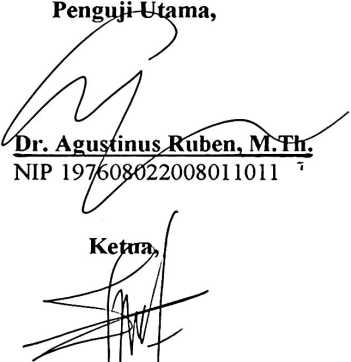 Penguji Utama,
Dr. Agustinus Ruben, M.Th.
NIP 197608022008011011
Ketua,